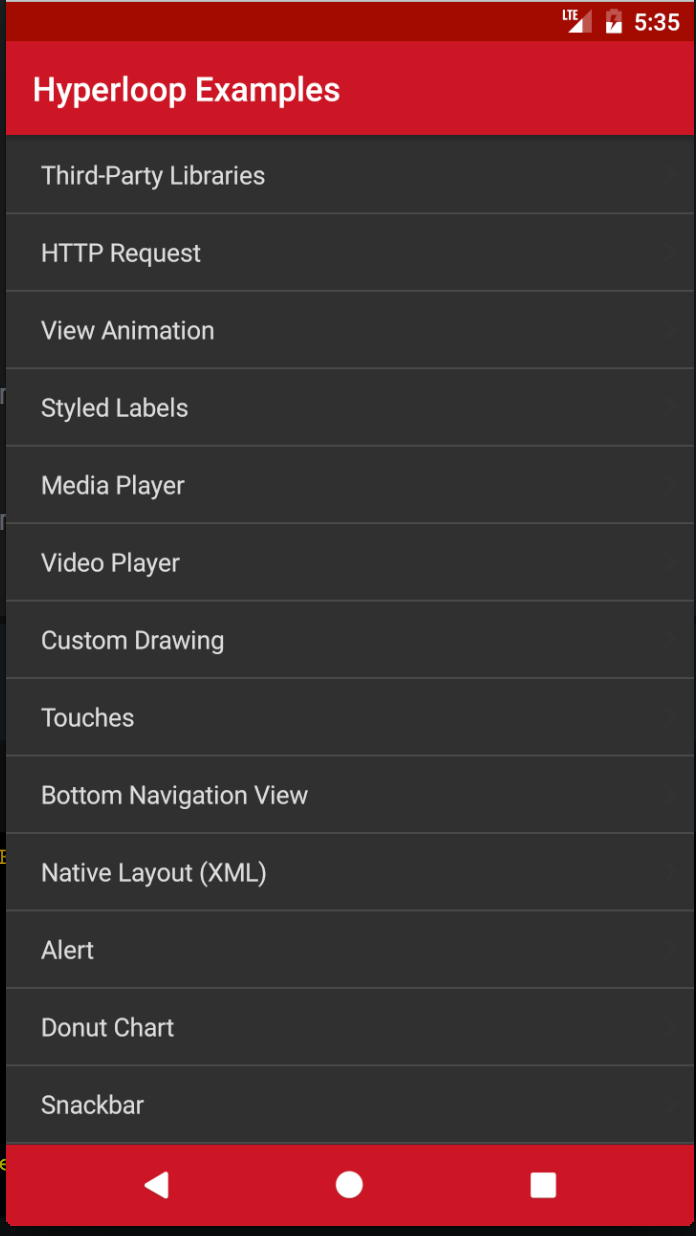 LTE 5:35
Hyperloop Examples
Third-Party Libraries
HTTP Request
View Animation
Styled Labels
Media Player
Video Player
Custom Drawing
Touches
Bottom Navigation View
Native Layout (XML)
Alert
Donut Chart
Snackbar